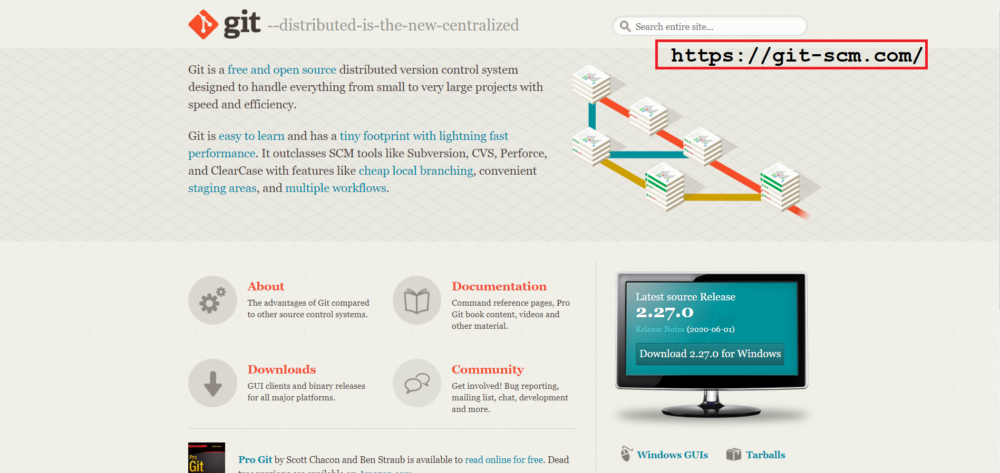 git --distributed-is-the-new-centralized
Search entire site...
https://git-scm.com/
Git is a free and open source distributed version control system
designed to handle everything from small to very large projects with
speed and efficiency.
Git is easy to learn and has a tiny footprint with lightning fast
performance. It outclasses SCM tools like Subversion, CVS, Perforce,
and ClearCase with features like cheap local branching, convenient
staging areas, and multiple workflows.
About
The advantages of Git compared
to other source control systems.
Documentation
Command reference pages, Pro
Git book content, videos and
other material.
Downloads
GUI clients and binary releases
for all major platforms.
Community
Get involved! Bug reporting,
mailing list, chat, development
and more.
Latest source Release
2.27.0
Release Notes (2020-06-01)
Download 2.27.0 for Windows
Windows GUIs
Tarballs
Pro
Git
Pro Git by Scott Chacon and Ben Straub is available to read online for free. Dead
tree versions are available on Amazon.com.